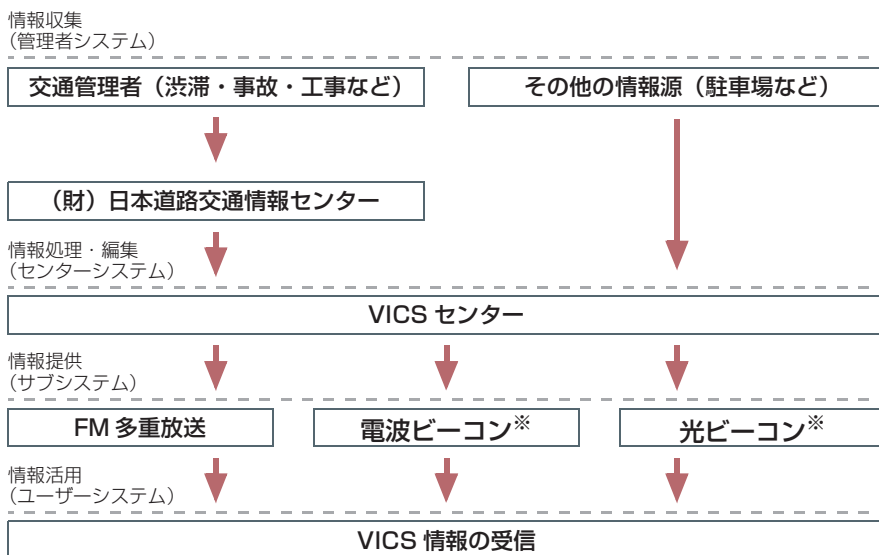 情報収集
(管理者システム)
交通管理者(渋滞・事故・工事など)
その他の情報源(駐車場など)
(財)日本道路交通情報センター
情報処理・編集
(センターシステム)
VICS センター
情報提供
(サブシステム)
FM 多重放送
電波ビーコン※
光ビーコン※
情報活用
(ユーザーシステム)
VICS 情報の受信